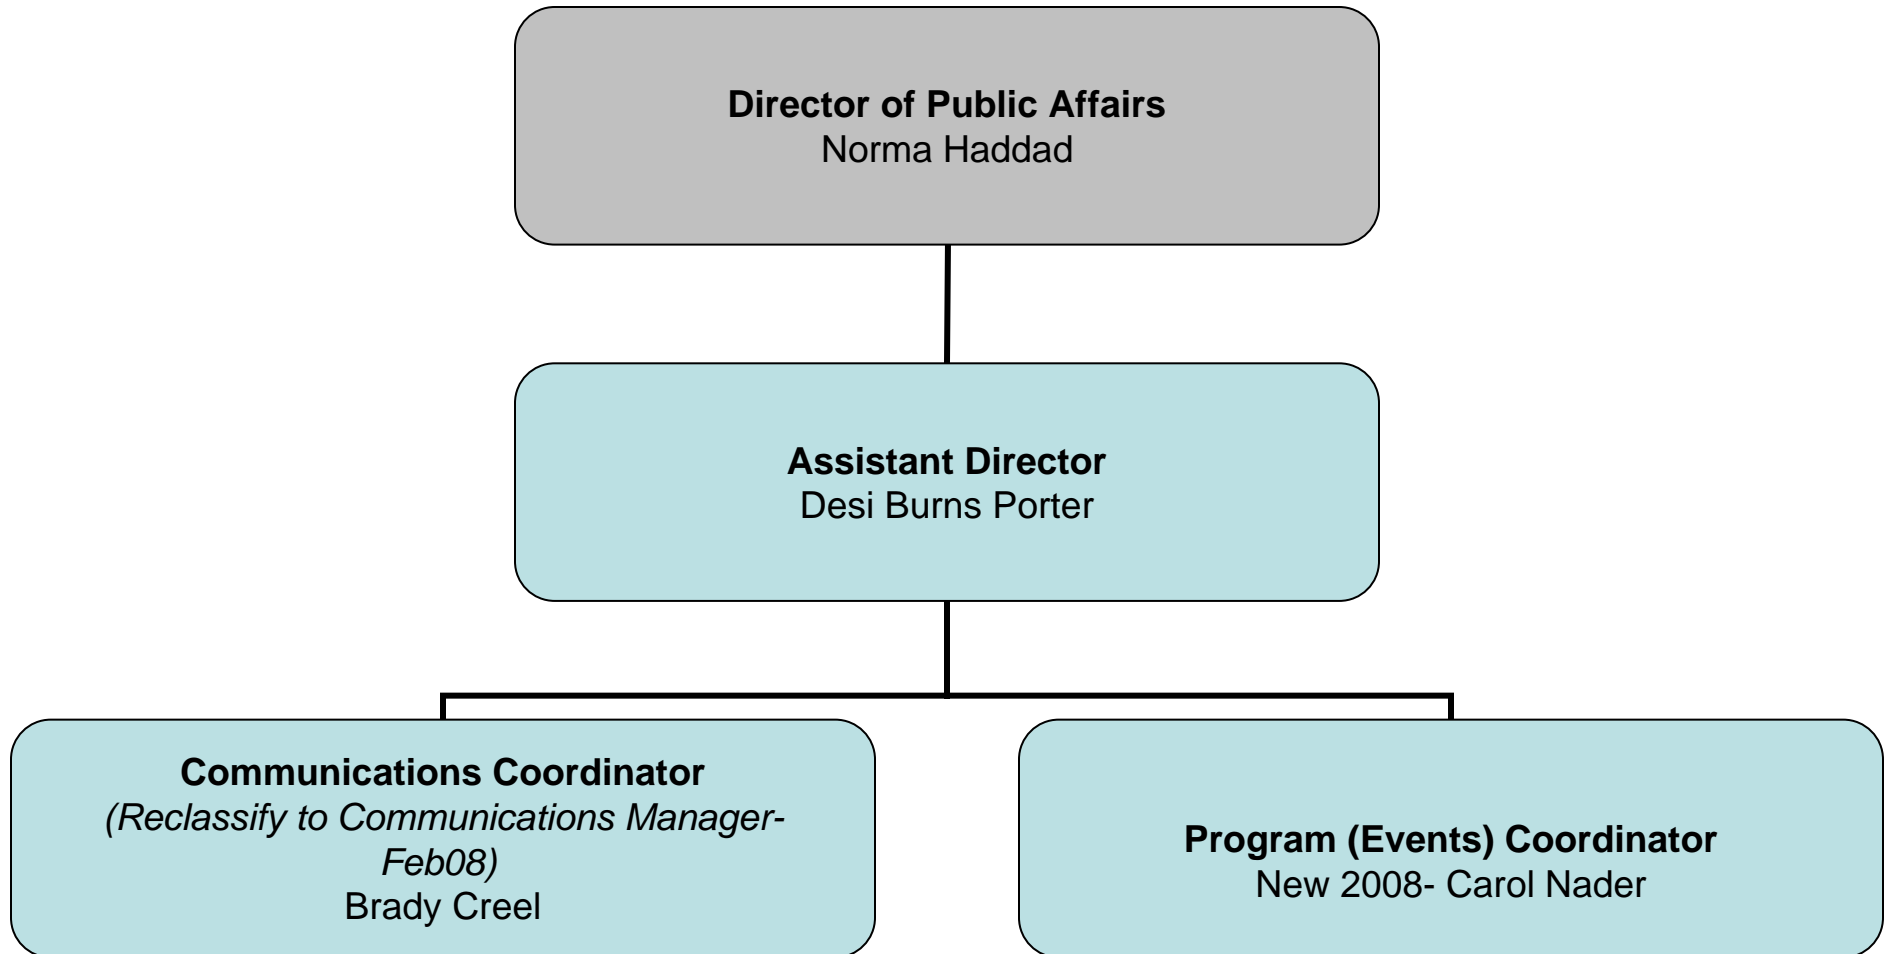 Director of Public Affairs
Norma Haddad
Assistant Director
Desi Burns Porter
Communications Coordinator
(Reclassify to Communications Manager-
Feb08)
Brady Creel
Program (Events) Coordinator
New 2008- Carol Nader